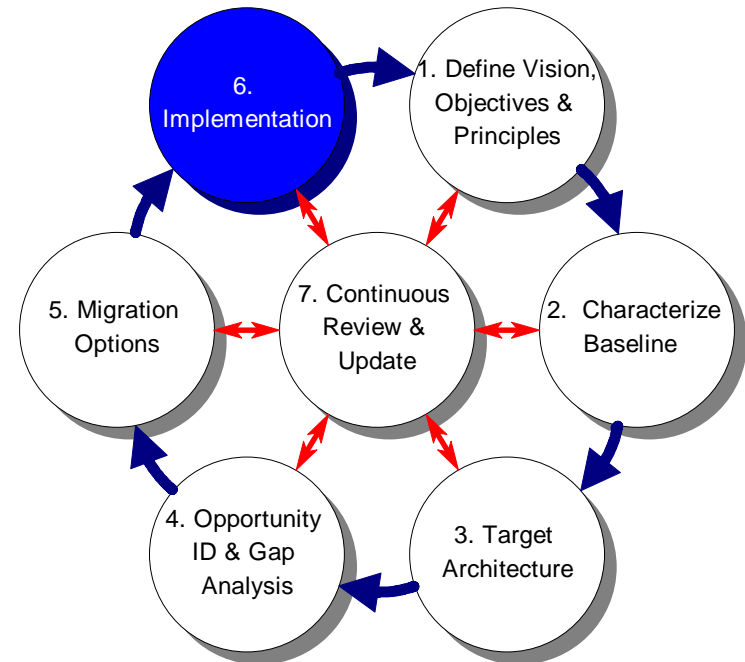 6.
Implementation
1. Define Vision,
Objectives &
Principles
5. Migration
Options
7. Continuous
Review &
Update
2. Characterize
Baseline
4. Opportunity
ID & Gap
Analysis
3. Target
Architecture